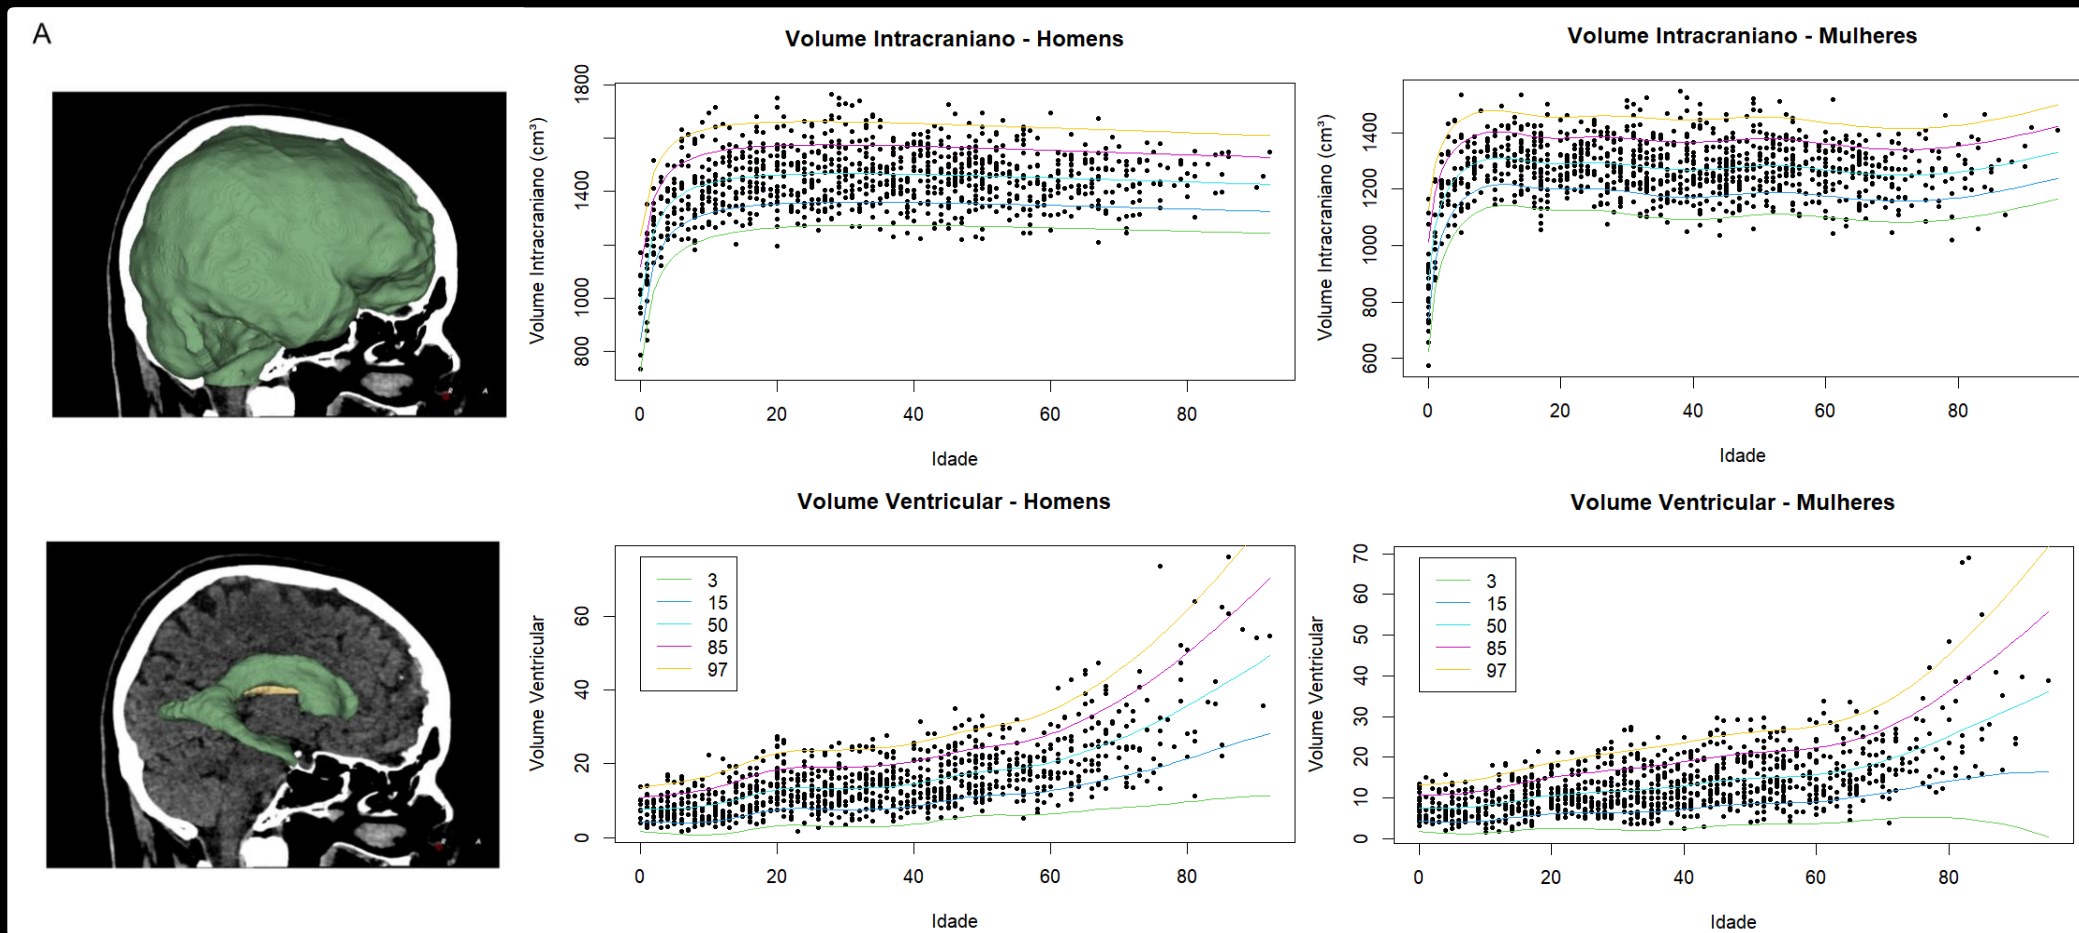 A
Volume Intracraniano - Homens
Volume Intracraniano (cm³)
1800
1400
1000
800
0 20 40 60 80
Idade
Volume Intracraniano - Mulheres
Volume Intracraniano (cm³)
1400
1200
1000
800
600
0 20 40 60 80
Idade
R A
Volume Ventricular - Homens
Volume Ventricular
60
40
20
0
3
15
50
85
97
0 20 40 60 80
Idade
Volume Ventricular - Mulheres
Volume Ventricular
70
60
50
40
30
20
10
0
3
15
50
85
97
0 20 40 60 80
Idade
R A